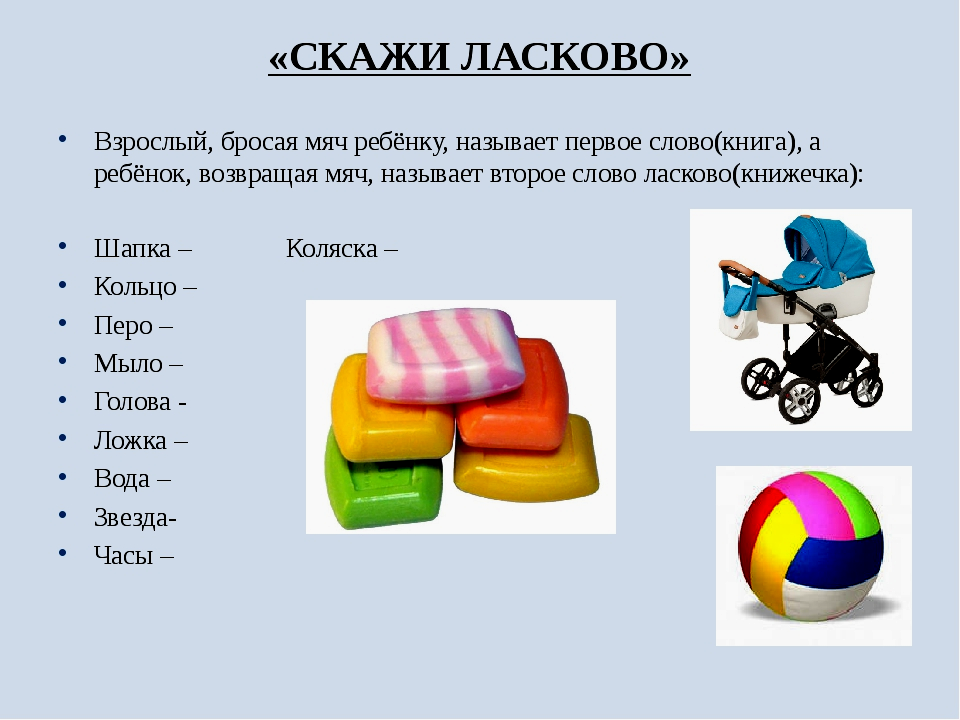 «СКАЖИ ЛАСКОВО»
• Взрослый, бросая мяч ребёнку, называет первое слово(книга), а
ребёнок, возвращая мяч, называет второе слово ласково(книжечка):
• Шапка – Коляска –
• Кольцо –
• Перо –
• Мыло –
• Голова -
• Ложка –
• Вода –
• Звезда-
• Часы –